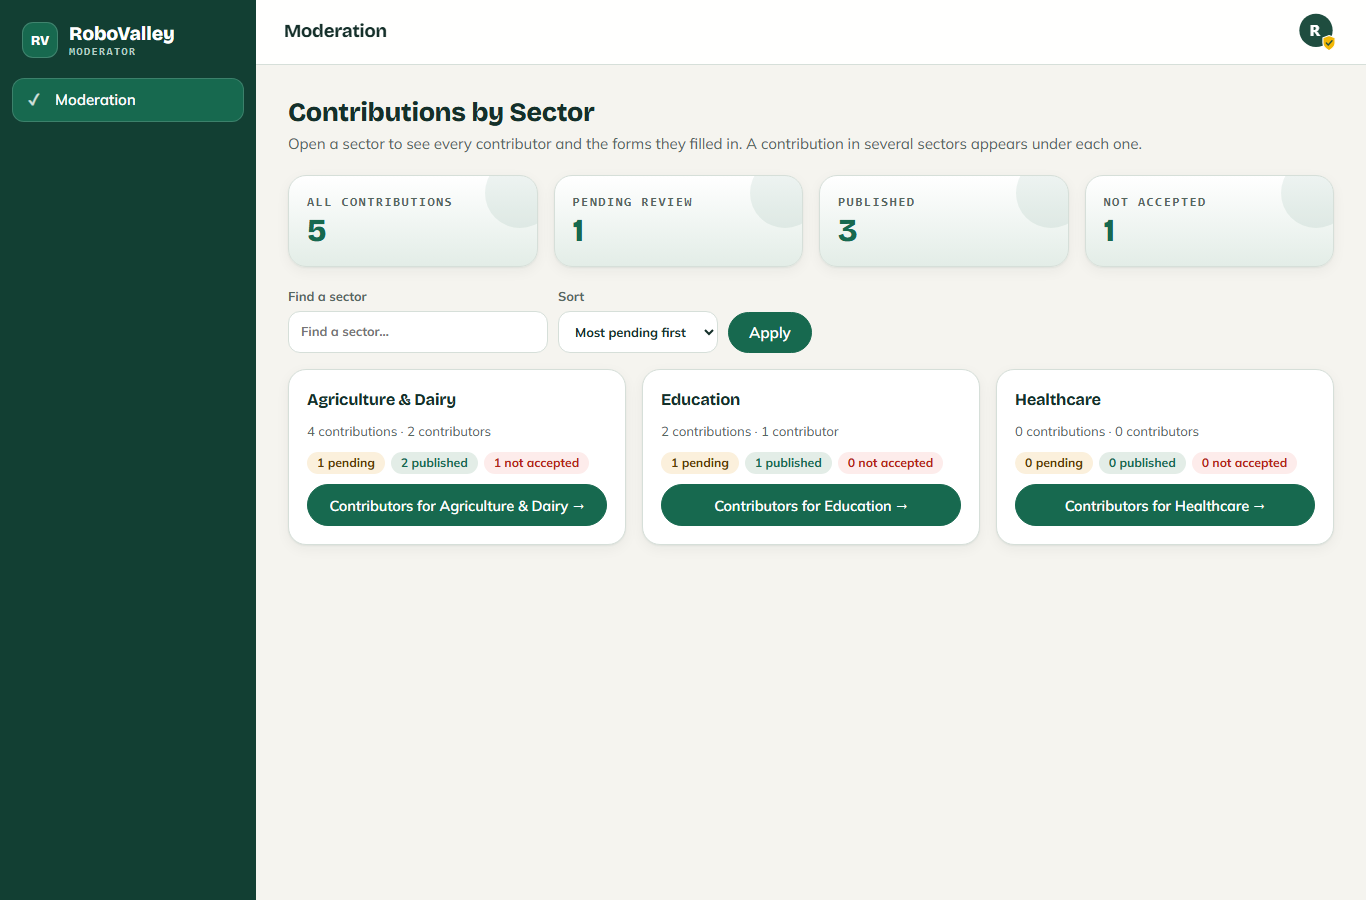 RV
RoboValley
MODERATOR
✓ Moderation
Moderation
R
Contributions by Sector
Open a sector to see every contributor and the forms they filled in. A contribution in several sectors appears under each one.
ALL CONTRIBUTIONS
5
PENDING REVIEW
1
PUBLISHED
3
NOT ACCEPTED
1
Find a sector
Find a sector...
Sort
Most pending first
Apply
Agriculture & Dairy
4 contributions · 2 contributors
1 pending 2 published 1 not accepted
Contributors for Agriculture & Dairy →
Education
2 contributions · 1 contributor
1 pending 1 published 0 not accepted
Contributors for Education →
Healthcare
0 contributions · 0 contributors
0 pending 0 published 0 not accepted
Contributors for Healthcare →